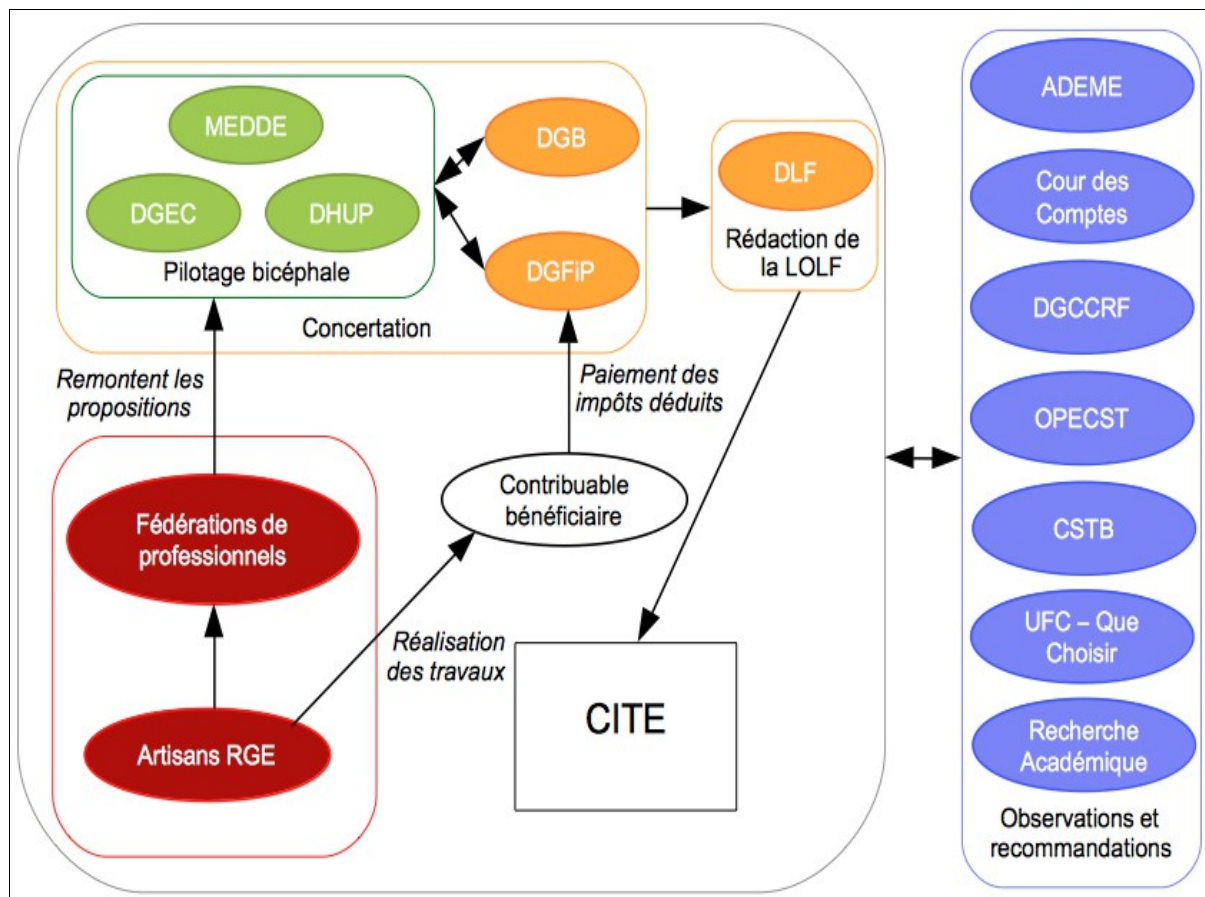 MEDDE
DGEC
DHUP
Pilotage bicéphale
DGB
DGFiP
Concertation
DLF
Rédaction de
la LOLF
Remontent les
propositions
Paiement des
impôts déduits
Fédérations de
professionnels
Contribuable
bénéficiaire
Réalisation
des travaux
Artisans RGE
CITE
ADEME
Cour des
Comptes
DGCCRF
OPECST
CSTB
UFC – Que
Choisir
Recherche
Académique
Observations et
recommandations